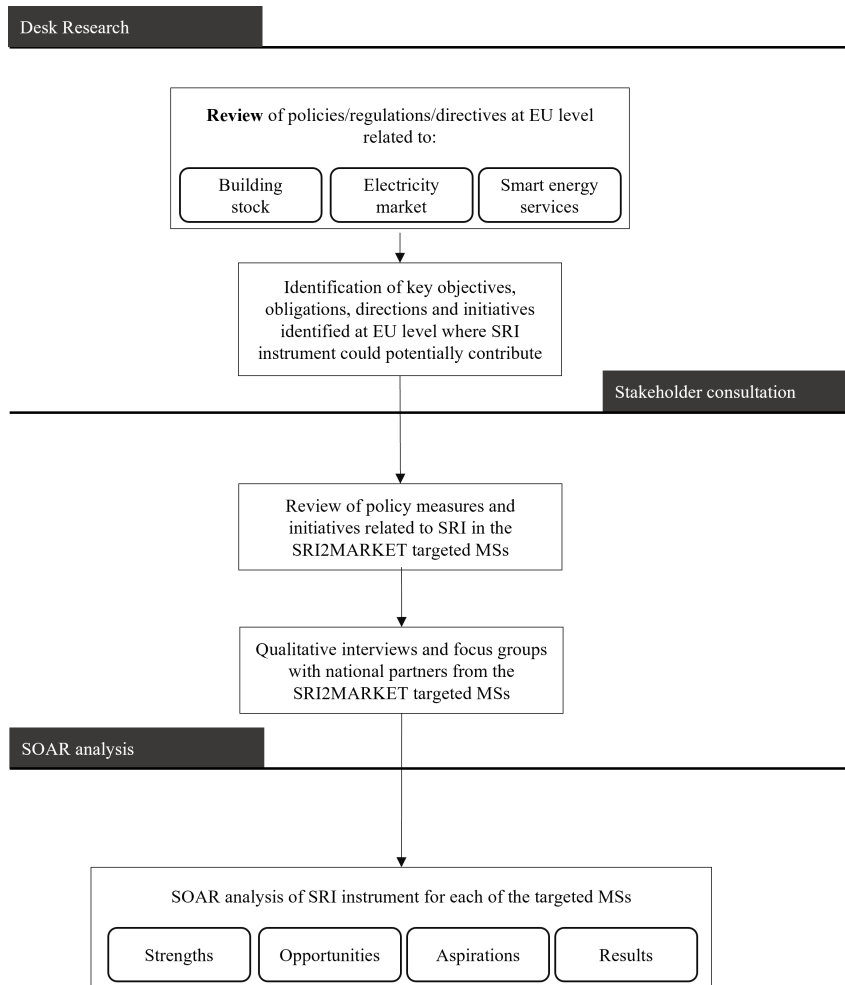 Desk Research
Review of policies/regulations/directives at EU level
related to:
Building
stock
Electricity
market
Smart energy
services
Identification of key objectives,
obligations, directions and initiatives
identified at EU level where SRI
instrument could potentially contribute
Stakeholder consultation
Review of policy measures and
initiatives related to SRI in the
SRI2MARKET targeted MSs
Qualitative interviews and focus groups
with national partners from the
SRI2MARKET targeted MSs
SOAR analysis
SOAR analysis of SRI instrument for each of the targeted MSs
Strengths
Opportunities
Aspirations
Results